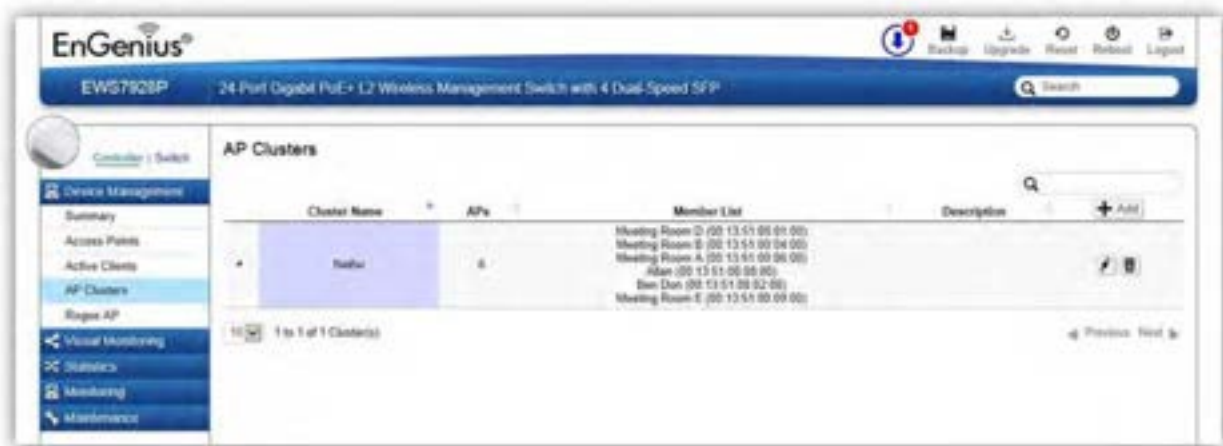 EnGenius®
Backup Upgrade Reset Reboot Logout
EWS7928P
24-Port Gigabit PoE+ L2 Wireless Management Switch with 4 Dual-Speed SFP
Search
Controller | Switch
AP Clusters
Device Management
Summary
Access Points
Active Clients
AP Clusters
Rogue AP
Visual Monitoring
Statistics
Monitoring
Maintenance
Cluster Name APs Member List Description Add
6
Meeting Room D (00:13:51:00:01:00)
Meeting Room B (00:13:51:00:04:00)
Meeting Room A (00:13:51:00:06:00)
Allan (00:13:51:00:08:00)
Ben Don (00:13:51:00:02:00)
Meeting Room E (00:13:51:00:09:00)
10 1 to 1 of 1 Cluster(s)
Previous Next